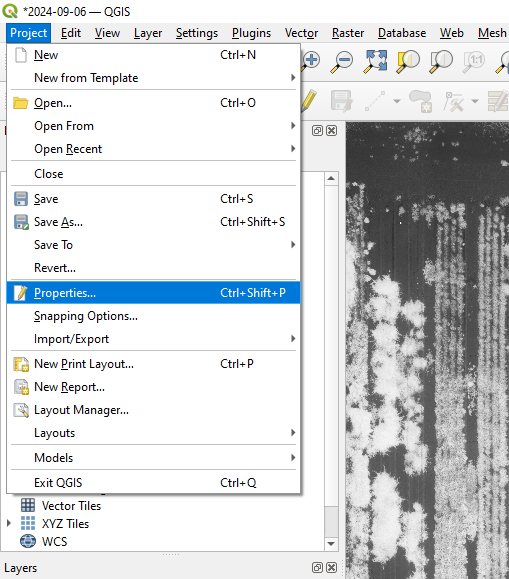 *2024-09-06 — QGIS
Project Edit View Layer Settings Plugins Vector Raster Database Web Mesh
New Ctrl+N
New from Template
Open... Ctrl+O
Open From
Open Recent
Close
Save Ctrl+S
Save As... Ctrl+Shift+S
Save To
Revert...
Properties... Ctrl+Shift+P
Snapping Options...
Import/Export
New Print Layout... Ctrl+P
New Report...
Layout Manager...
Layouts
Models
Exit QGIS Ctrl+Q
Vector Tiles
XYZ Tiles
WCS
Layers